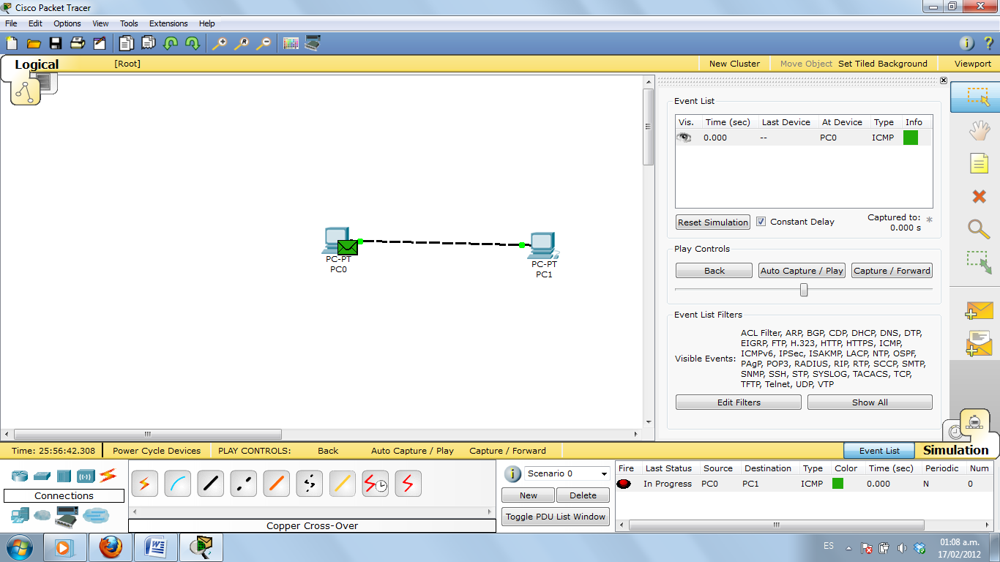 Cisco Packet Tracer
File Edit Options View Tools Extensions Help
Logical [Root] New Cluster Move Object Set Tiled Background Viewport
Event List
Vis. Time (sec) Last Device At Device Type Info
0.000 -- PC0 ICMP
Reset Simulation Constant Delay Captured to: *
0.000 s
PC-PT
PC0
PC-PT
PC1
Play Controls
Back Auto Capture / Play Capture / Forward
Event List Filters
Visible Events:
ACL Filter, ARP, BGP, CDP, DHCP, DNS, DTP,
EIGRP, FTP, H.323, HTTP, HTTPS, ICMP,
ICMPv6, IPSec, ISAKMP, LACP, NTP, OSPF,
PAgP, POP3, RADIUS, RIP, RTP, SCCP, SMTP,
SNMP, SSH, STP, SYSLOG, TACACS, TCP,
TFTP, Telnet, UDP, VTP
Edit Filters Show All
Time: 25:56:42.308 Power Cycle Devices PLAY CONTROLS: Back Auto Capture / Play Capture / Forward Event List Simulation
Connections
Copper Cross-Over
Scenario 0
New Delete
Toggle PDU List Window
Fire Last Status Source Destination Type Color Time (sec) Periodic Num
In Progress PC0 PC1 ICMP 0.000 N 0
ES 01:08 a.m.
17/02/2012